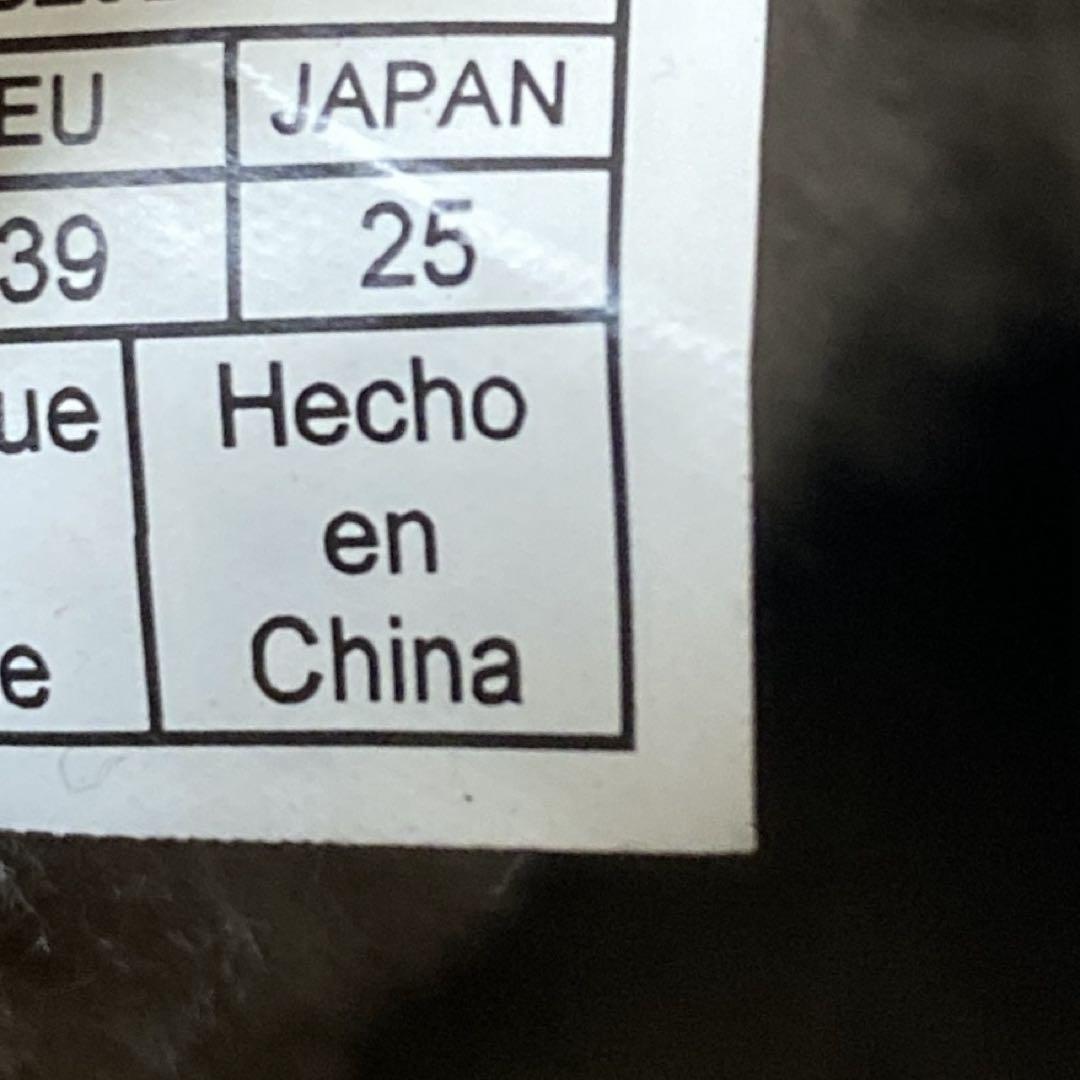 EU JAPAN
39 25
ue Hecho
en
e China